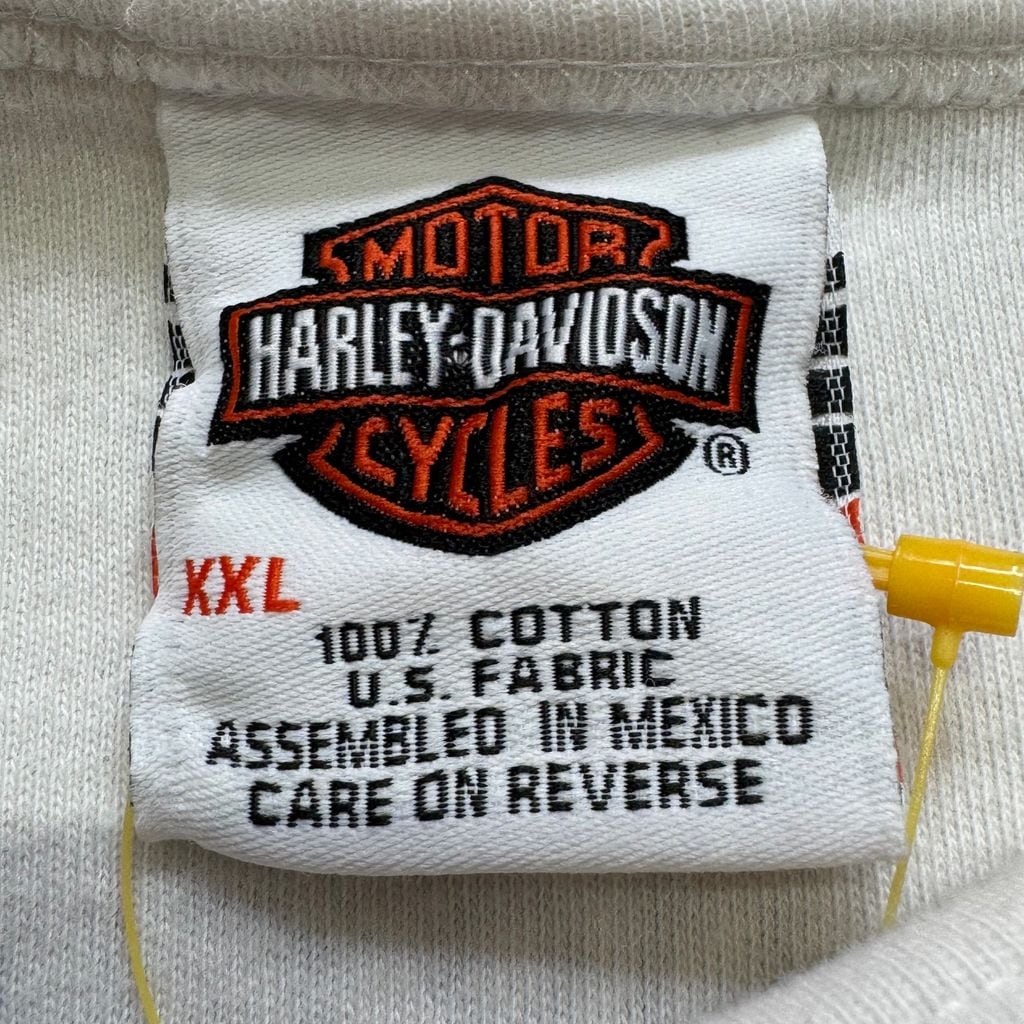 MOTOR
HARLEY-DAVIDSON
CYCLES
®
XXL
100% COTTON
U.S. FABRIC
ASSEMBLED IN MEXICO
CARE ON REVERSE